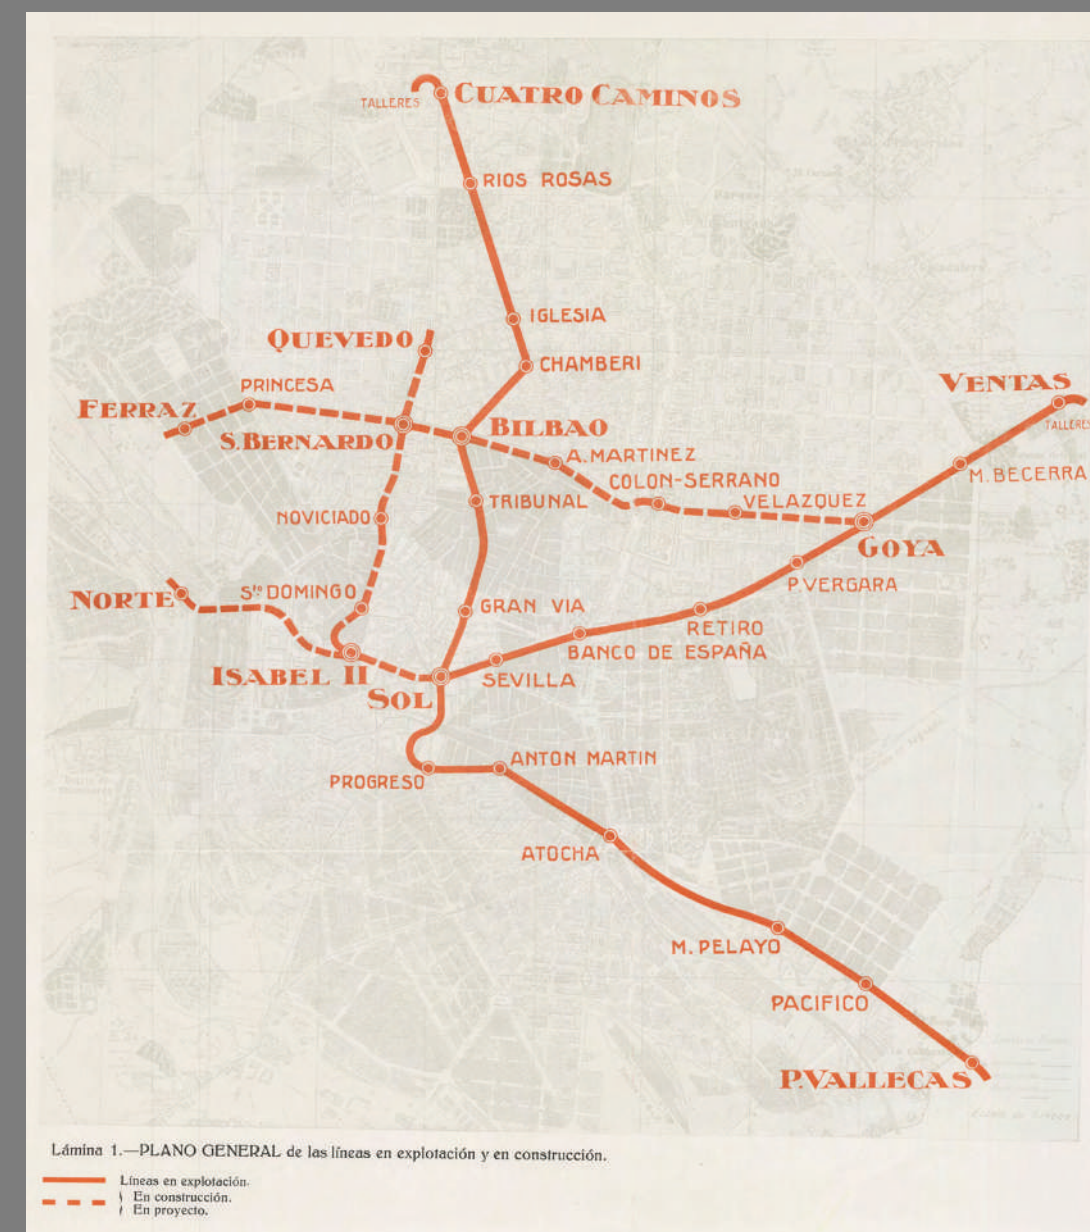 TALLERES
CUATRO CAMINOS
RIOS ROSAS
IGLESIA
QUEVEDO
CHAMBERI
PRINCESA
VENTAS
FERRAZ
TALLERES
S. BERNARDO
BILBAO
A. MARTINEZ
M. BECERRA
COLON-SERRANO
TRIBUNAL
VELAZQUEZ
NOVICIADO
GOYA
P. VERGARA
NORTE
Sto DOMINGO
GRAN VIA
RETIRO
BANCO DE ESPAÑA
ISABEL II
SEVILLA
SOL
ANTON MARTIN
PROGRESO
ATOCHA
M. PELAYO
PACIFICO
P. VALLECAS
Lámina 1.—PLANO GENERAL de las líneas en explotación y en construcción.
Líneas en explotación.
En construcción.
En proyecto.